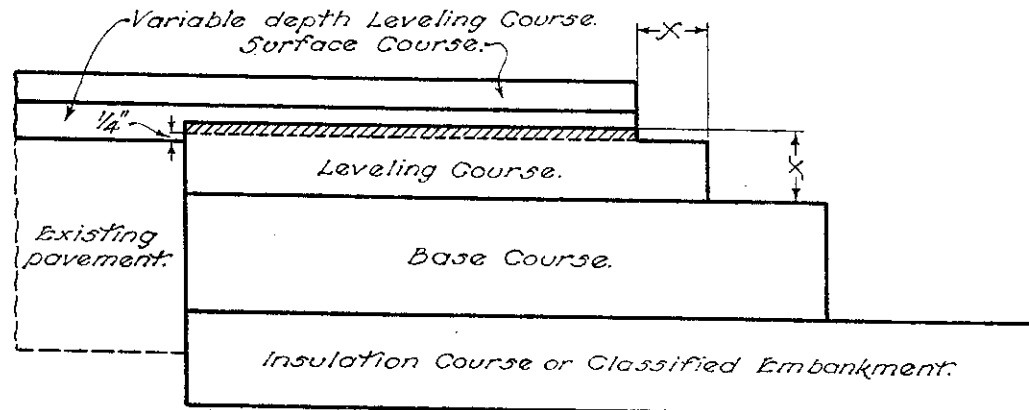 Variable depth Leveling Course.
Surface Course.
X
1/4"
X
Leveling Course.
Existing
pavement.
Base Course.
Insulation Course or Classified Embankment.